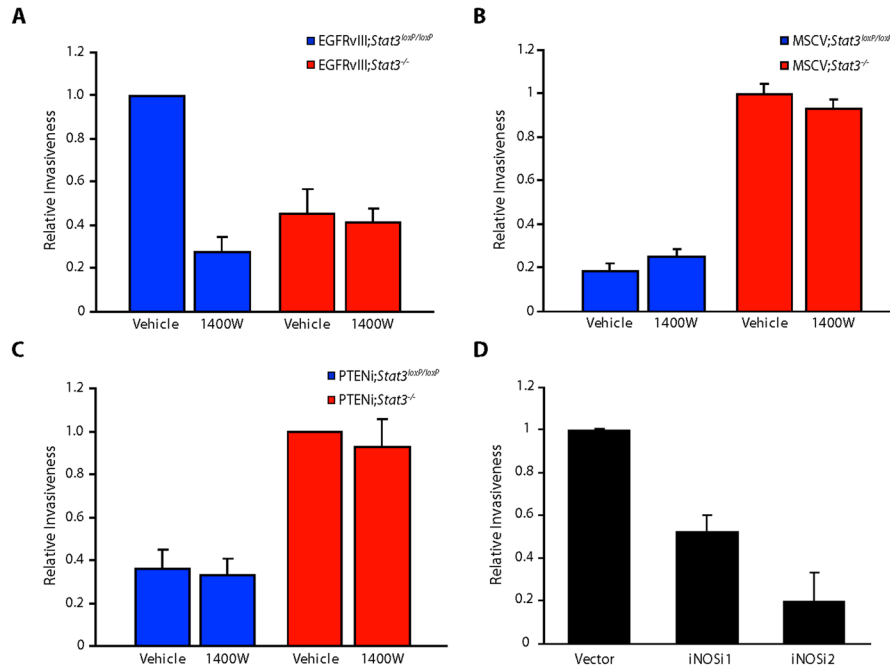 A
EGFRvIII;Stat3loxP/loxP
EGFRvIII;Stat3-/-
Relative Invasiveness
1.2
1.0
0.8
0.6
0.4
0.2
0
Vehicle 1400W Vehicle 1400W
B
MSCV;Stat3loxP/loxP
MSCV;Stat3-/-
Relative Invasiveness
1.2
1
0.8
0.6
0.4
0.2
0
Vehicle 1400W Vehicle 1400W
C
PTENi;Stat3loxP/loxP
PTENi;Stat3-/-
Relative Invasiveness
1.2
1.0
0.8
0.6
0.4
0.2
0
Vehicle 1400W Vehicle 1400W
D
Relative Invasiveness
1.2
1
0.8
0.6
0.4
0.2
0
Vector iNOSi1 iNOSi2